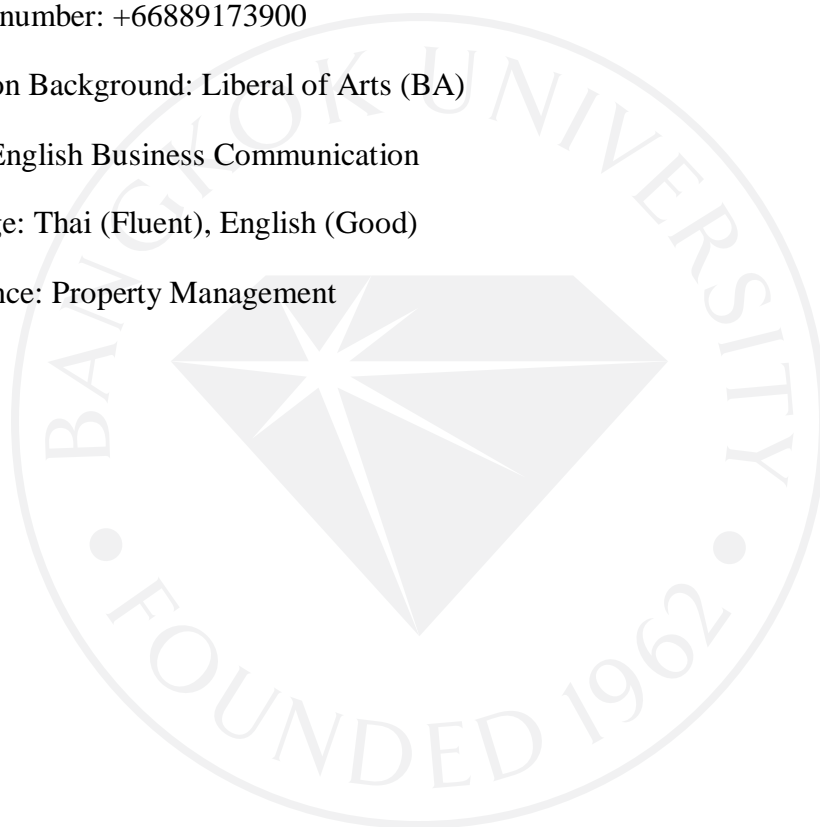 number: +66889173900
on Background: Liberal of Arts (BA)
English Business Communication
ge: Thai (Fluent), English (Good)
nce: Property Management
BANGKOK UNIVERSITY
FOUNDED 1962